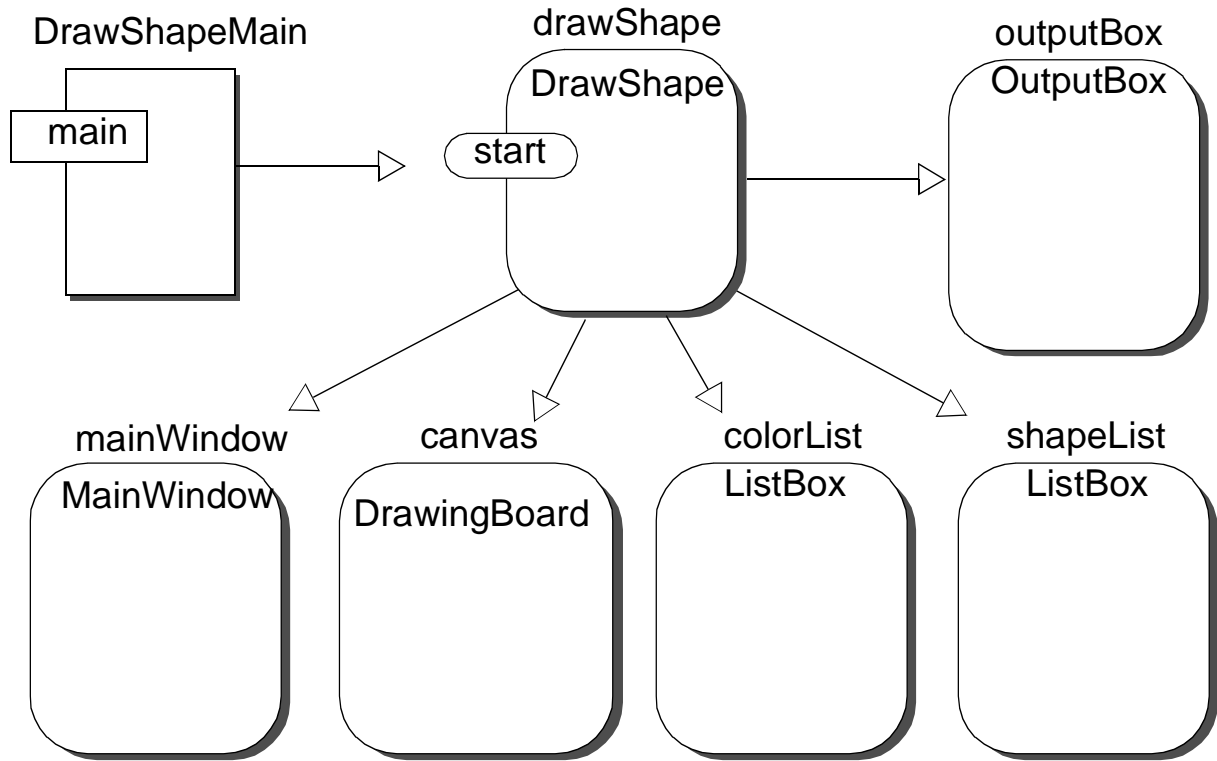 DrawShapeMain
main
drawShape
DrawShape
start
outputBox
OutputBox
mainWindow
MainWindow
canvas
DrawingBoard
colorList
ListBox
shapeList
ListBox